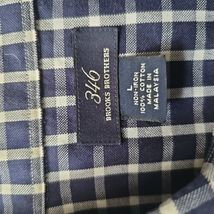 346
BROOKS BROTHERS
L
NON-IRON
100% COTTON
MADE IN
MALAYSIA